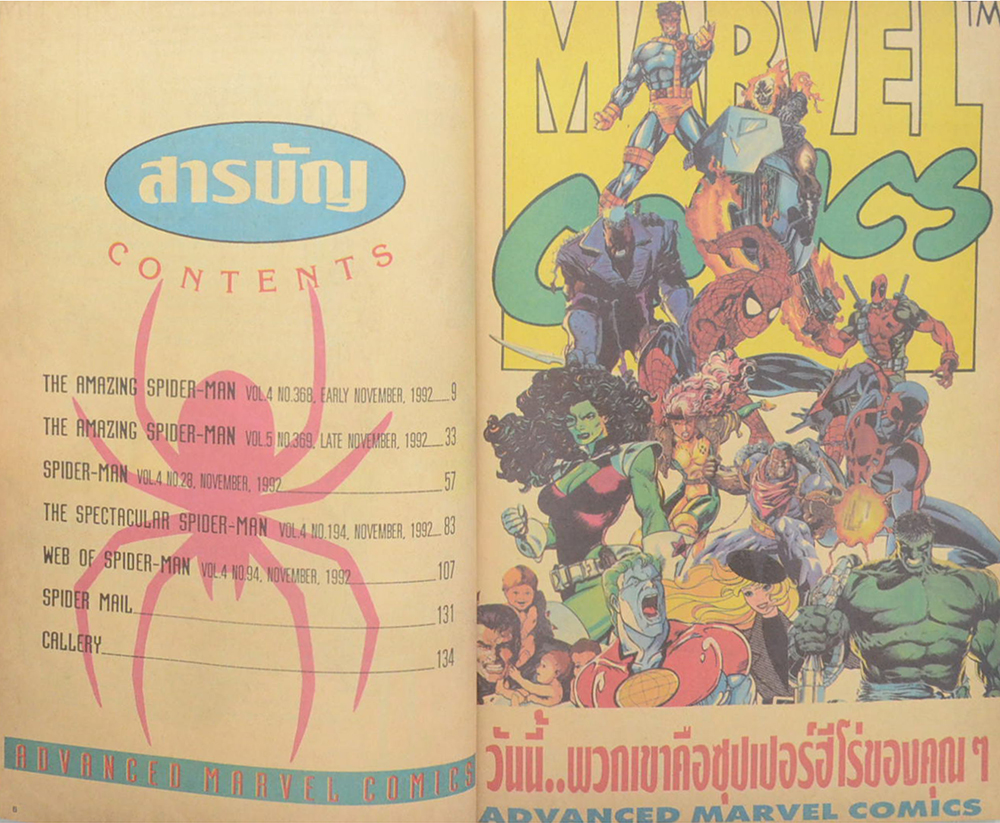 สารบัญ
CONTENTS
THE AMAZING SPIDER-MAN VOL.4 NO.368, EARLY NOVEMBER, 1992 9
THE AMAZING SPIDER-MAN VOL.5 NO.369, LATE NOVEMBER, 1992 33
SPIDER-MAN VOL.4 NO.28, NOVEMBER, 1992 57
THE SPECTACULAR SPIDER-MAN VOL.4 NO.194, NOVEMBER, 1992 83
WEB OF SPIDER-MAN VOL.4 NO.94, NOVEMBER, 1992 107
SPIDER MAIL 131
CALLERY 134
ADVANCED MARVEL COMICS
6
MARVEL TM
COMICS
วันนี้..พวกเขาคือซุปเปอร์ฮีโร่ของคุณ ๆ
ADVANCED MARVEL COMICS